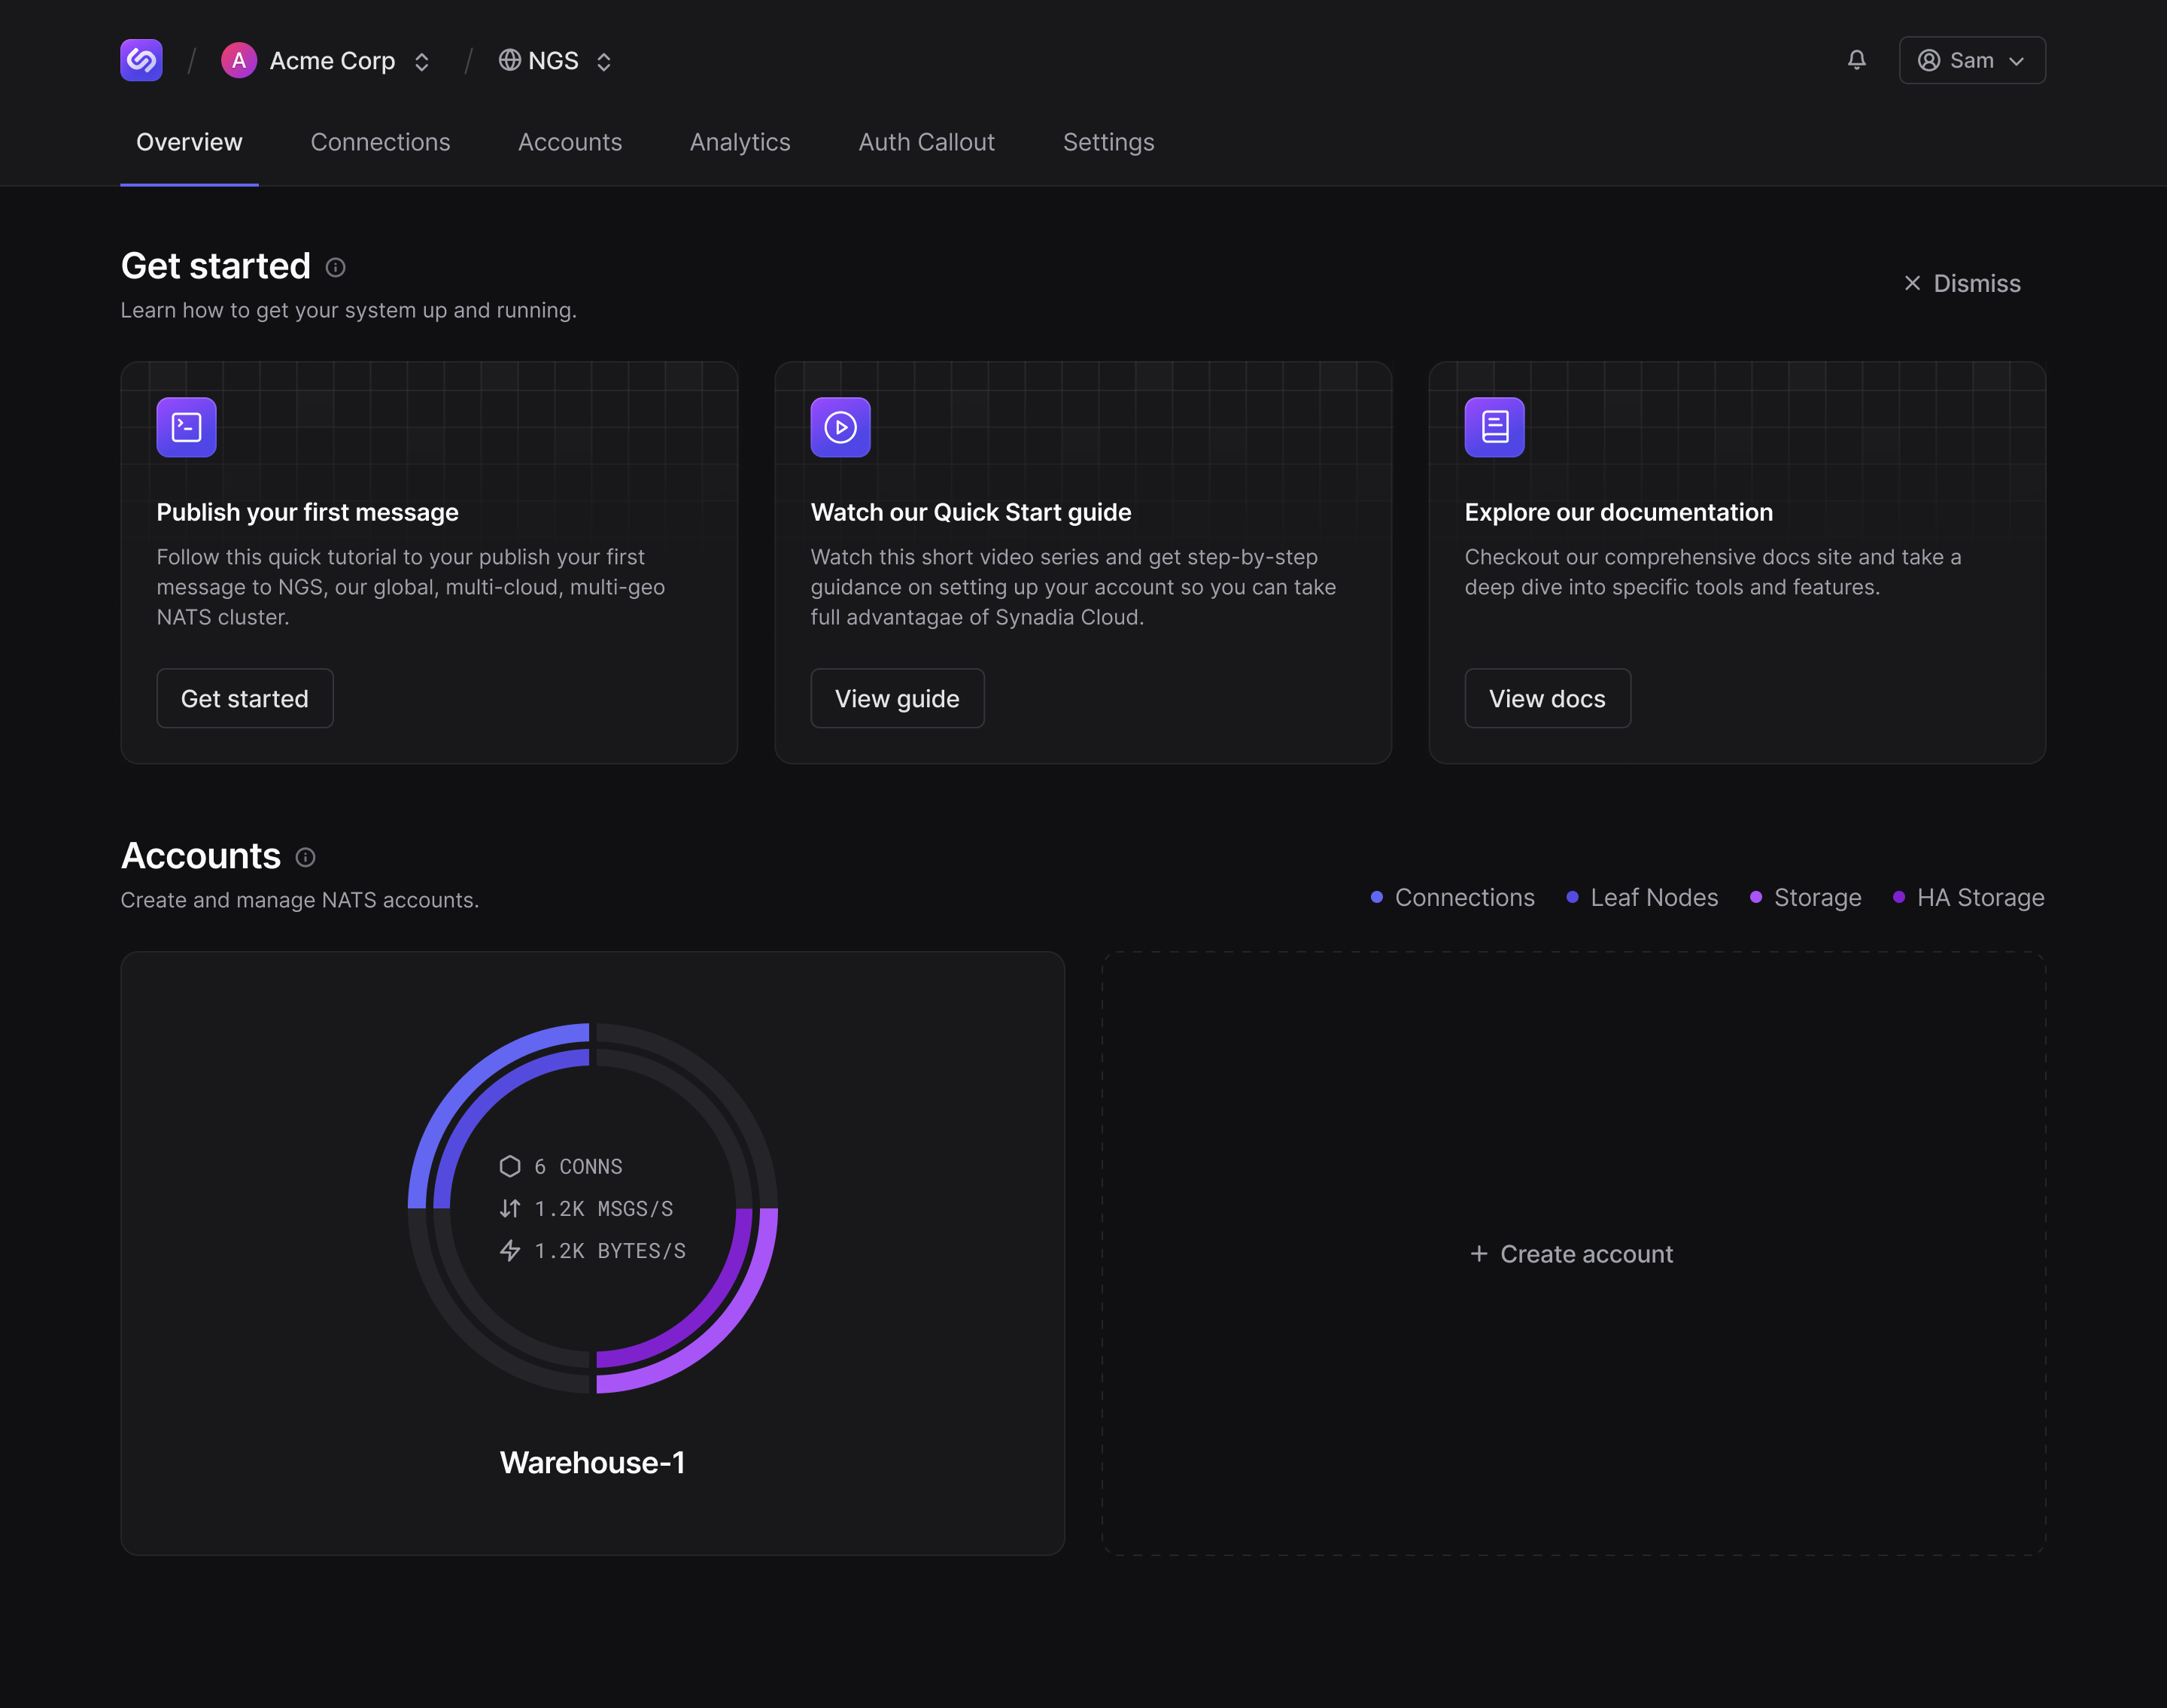 A Acme Corp
NGS
Sam
Overview
Connections
Accounts
Analytics
Auth Callout
Settings
Get started
Learn how to get your system up and running.
Dismiss
Publish your first message
Follow this quick tutorial to your publish your first
message to NGS, our global, multi-cloud, multi-geo
NATS cluster.
Get started
Watch our Quick Start guide
Watch this short video series and get step-by-step
guidance on setting up your account so you can take
full advantagae of Synadia Cloud.
View guide
Explore our documentation
Checkout our comprehensive docs site and take a
deep dive into specific tools and features.
View docs
Accounts
Create and manage NATS accounts.
Connections
Leaf Nodes
Storage
HA Storage
6 CONNS
1.2K MSGS/S
1.2K BYTES/S
Warehouse-1
+ Create account